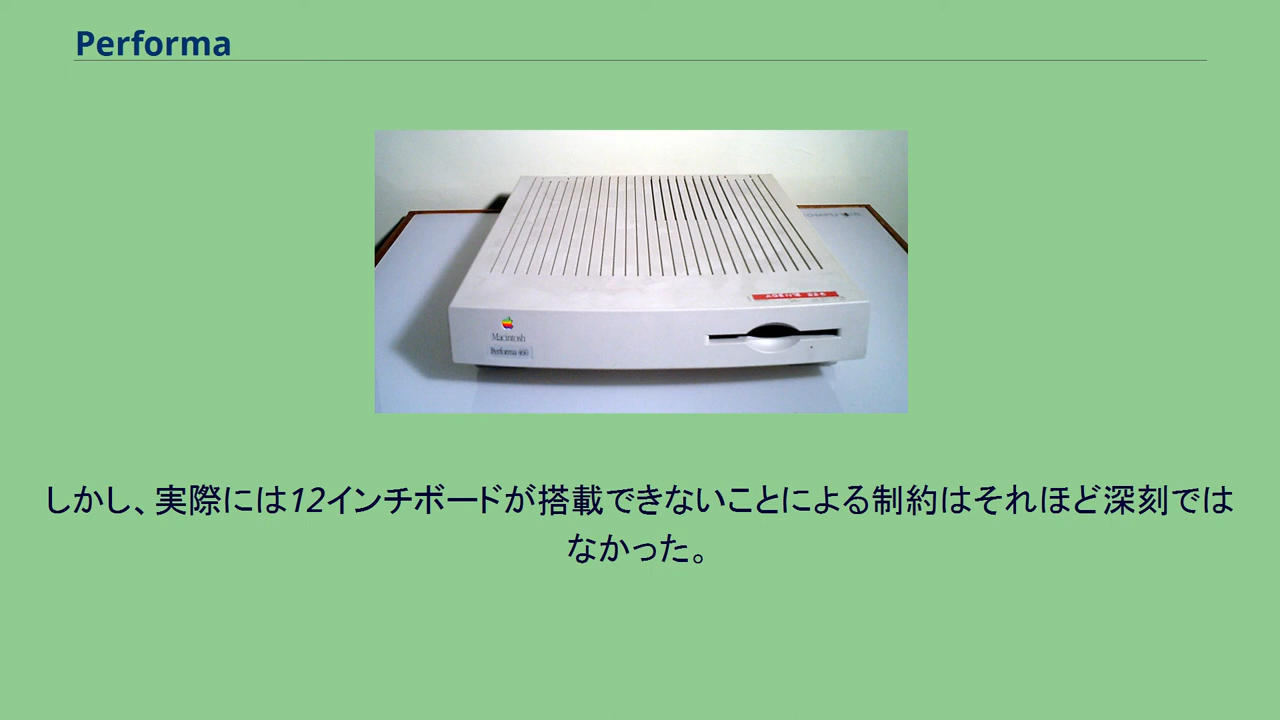 Performa
Macintosh
Performa 460
しかし、実際には12インチボードが搭載できないことによる制約はそれほど深刻では
なかった。